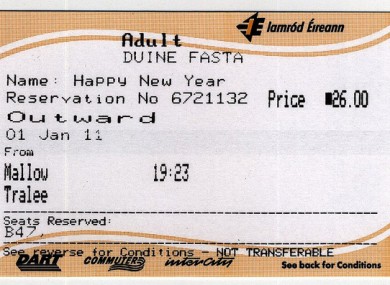 Iarnród Éireann
Adult
DUINE FASTA
Name: Happy New Year
Reservation No 6721132 Price ■26.00
Outward
01 Jan 11
From
Mallow 19:23
Tralee
Seats Reserved:
B47,
See reverse for Conditions - NOT TRANSFERABLE
DART COMMUTER InterCity See back for Conditions